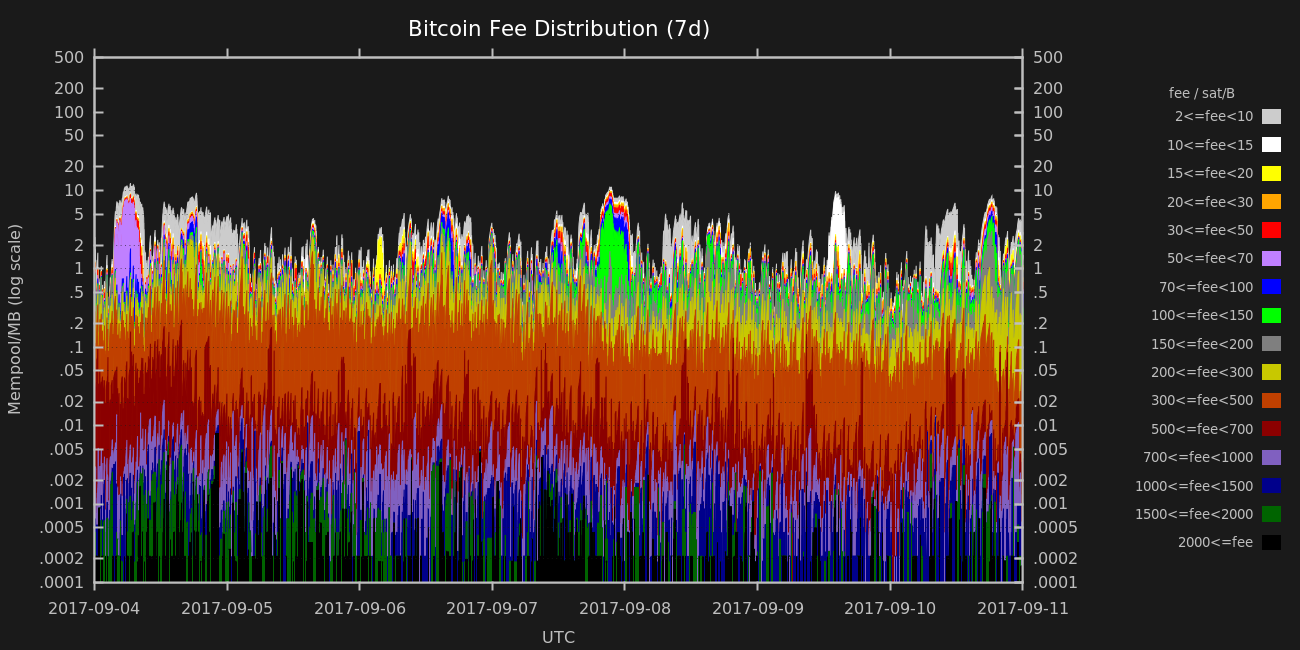 Bitcoin Fee Distribution (7d)
500 500
200 200
100 100
50 50
20 20
10 10
5 5
2 2
1 1
.5 .5
.2 .2
.1 .1
.05 .05
.02 .02
.01 .01
.005 .005
.002 .002
.001 .001
.0005 .0005
.0002 .0002
.0001 .0001
Mempool/MB (log scale)
2017-09-04 2017-09-05 2017-09-06 2017-09-07 2017-09-08 2017-09-09 2017-09-10 2017-09-11
UTC
fee / sat/B
2<=fee<10
10<=fee<15
15<=fee<20
20<=fee<30
30<=fee<50
50<=fee<70
70<=fee<100
100<=fee<150
150<=fee<200
200<=fee<300
300<=fee<500
500<=fee<700
700<=fee<1000
1000<=fee<1500
1500<=fee<2000
2000<=fee